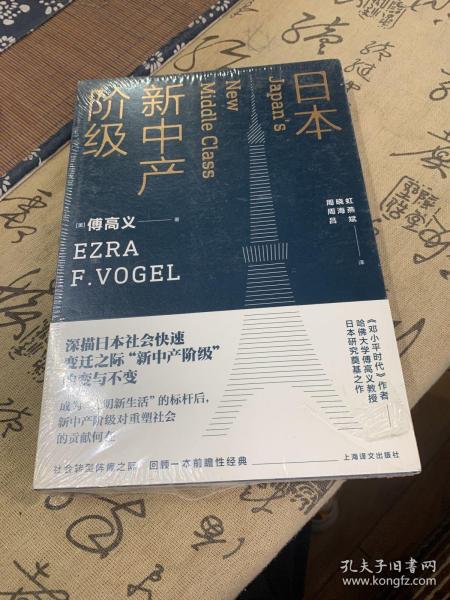 日本
新中产
阶级
Japan's
New
Middle Class
[美] 傅高义 著
EZRA
F. VOGEL
周晓虹
周海燕
吕斌
译
深描日本社会快速
变迁之际“新中产阶级”
的变与不变
成为“光明新生活”的标杆后,
新中产阶级对重塑社会
的贡献何在
《邓小平时代》作者
哈佛大学傅高义教授
日本研究奠基之作
社会转型阵痛之际 回顾一本前瞻性经典
上海译文出版社
孔夫子旧书网
www.kongfz.com